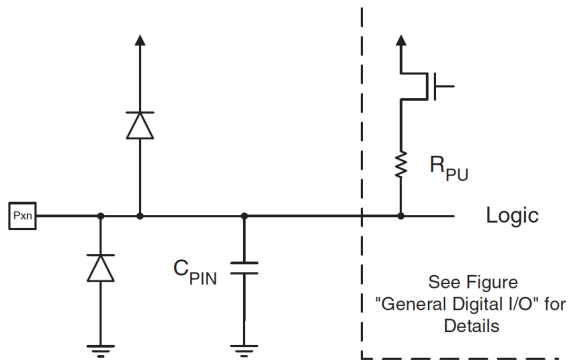 R_PU
Pxn
Logic
C_PIN
See Figure
"General Digital I/O" for
Details